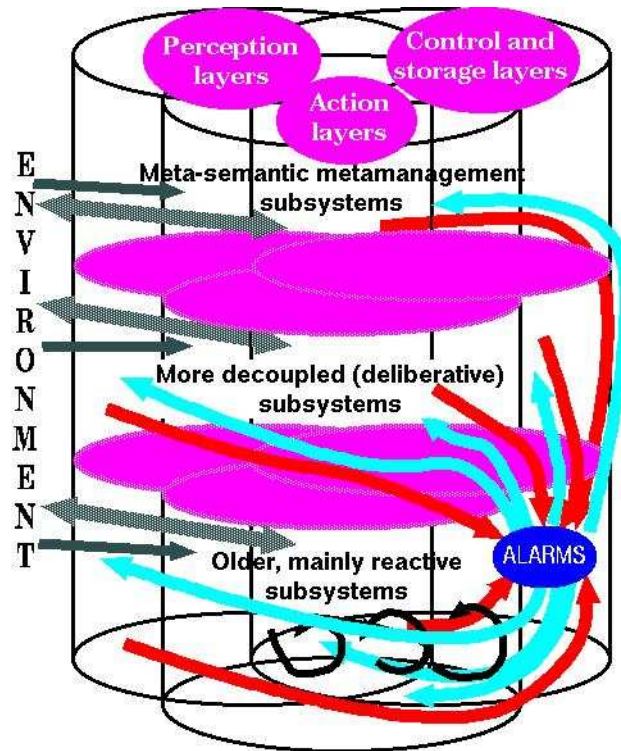 Perception
layers
Control and
storage layers
Action
layers
ENVIRONMENT
Meta-semantic metamanagement
subsystems
More decoupled (deliberative)
subsystems
ALARMS
Older, mainly reactive
subsystems